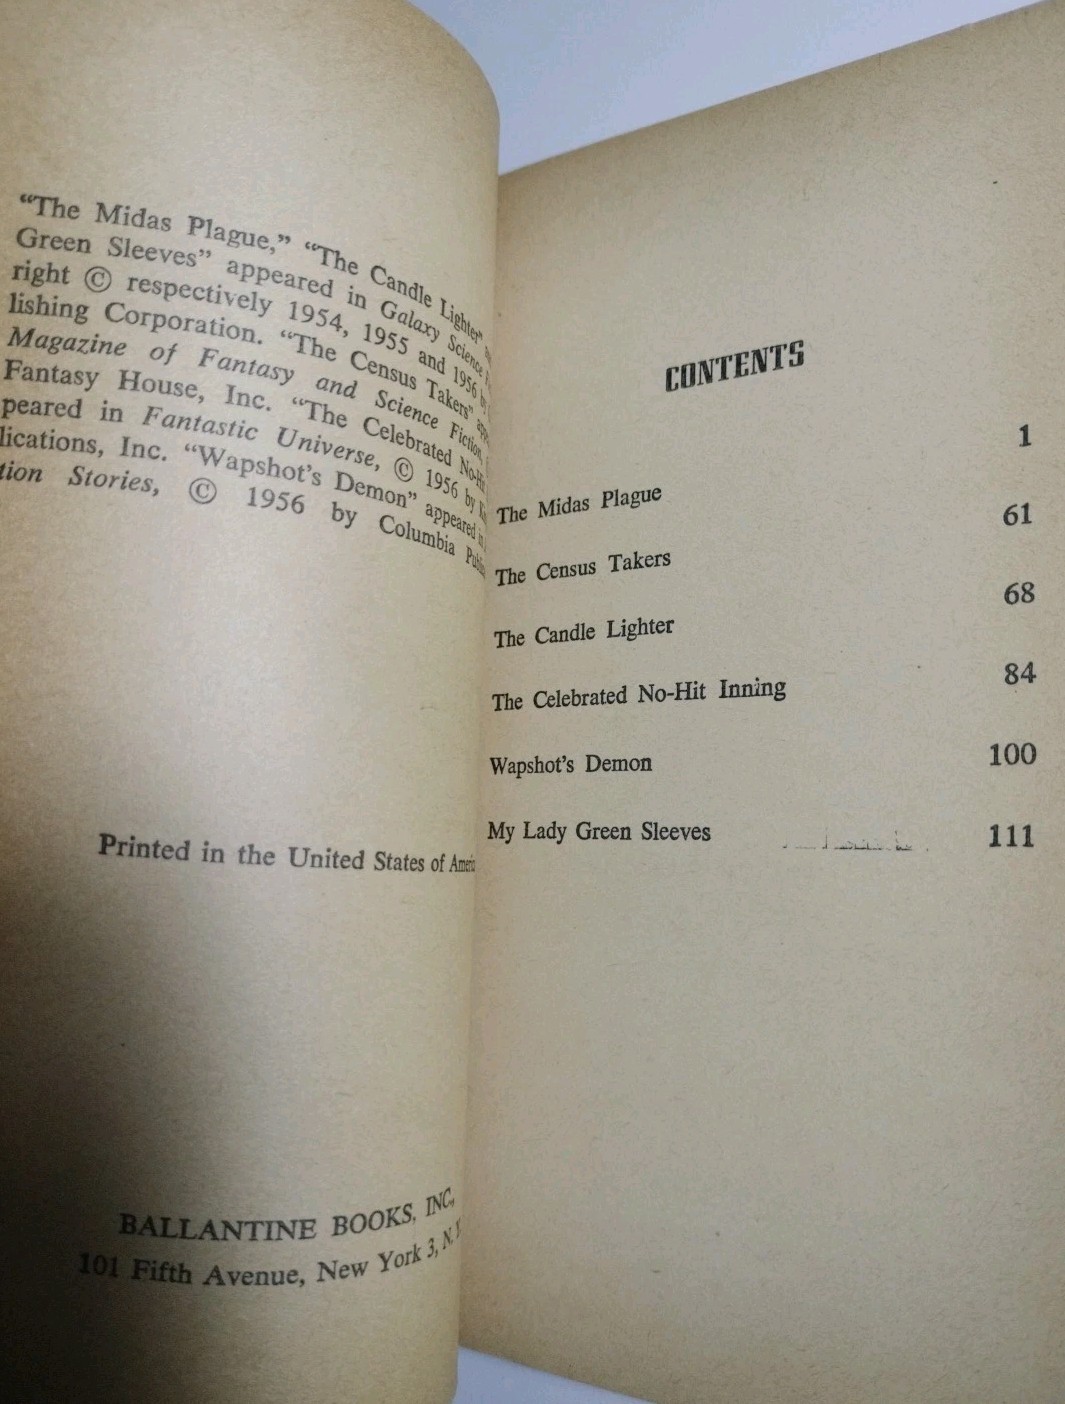 “The Midas Plague,” “The Candle Lighter”
Green Sleeves” appeared in Galaxy Science
right © respectively 1954, 1955 and 1956 by
lishing Corporation. “The Census Takers”
Magazine of Fantasy and Science Fiction,
Fantasy House, Inc. “The Celebrated No-Hit
peared in Fantastic Universe, © 1956 by
lications, Inc. “Wapshot’s Demon” appeared in
tion Stories, © 1956 by Columbia
Printed in the United States of America
BALLANTINE BOOKS, INC.
101 Fifth Avenue, New York 3, N. Y.
CONTENTS
The Midas Plague 1
The Census Takers 61
The Candle Lighter 68
The Celebrated No-Hit Inning 84
Wapshot’s Demon 100
My Lady Green Sleeves 111